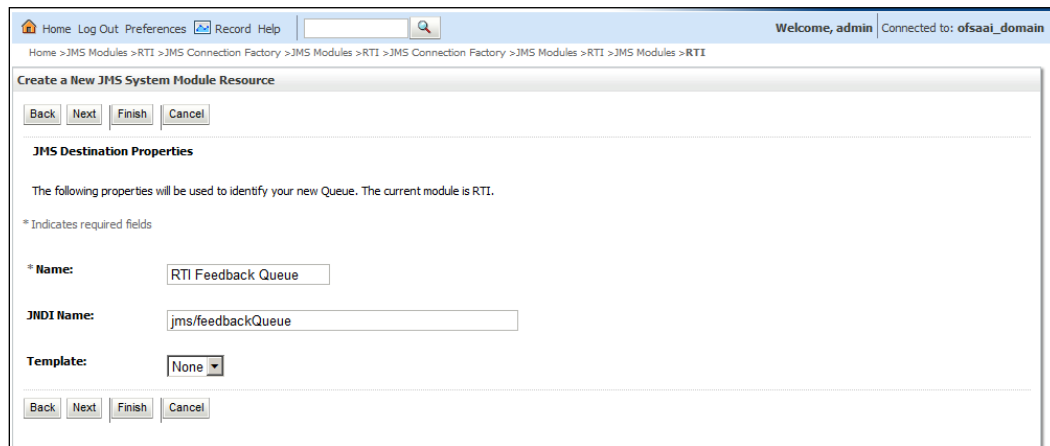 Home Log Out Preferences Record Help Welcome, admin Connected to: ofsaai_domain
Home >JMS Modules >RTI >JMS Connection Factory >JMS Modules >RTI >JMS Connection Factory >JMS Modules >RTI >JMS Modules >RTI
Create a New JMS System Module Resource
Back Next Finish Cancel
JMS Destination Properties
The following properties will be used to identify your new Queue. The current module is RTI.
* Indicates required fields
* Name: RTI Feedback Queue
JNDI Name: jms/feedbackQueue
Template: None
Back Next Finish Cancel